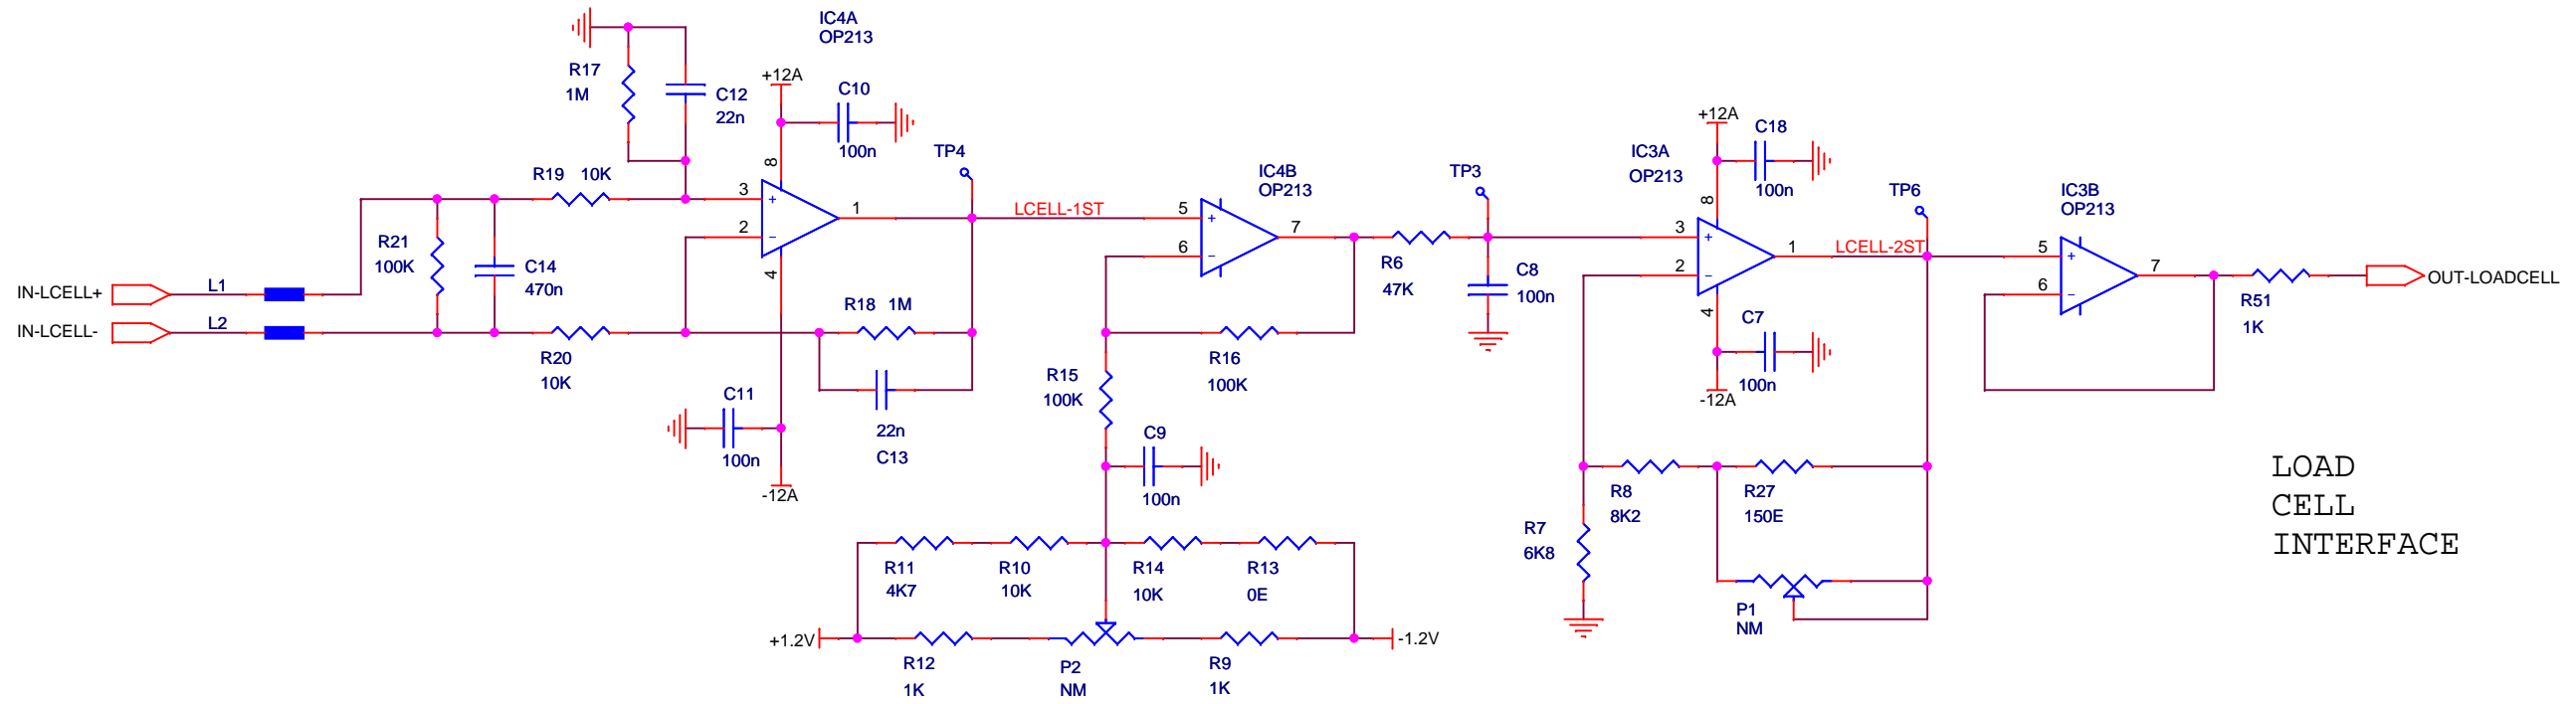 IC4A
OP213
R17
1M
C12
22n
+12A
C10
100n
8
R19 10K
3
2
1
4
TP4
LCELL-1ST
R21
100K
C14
470n
IN-LCELL+
L1
IN-LCELL-
L2
R20
10K
R18 1M
22n
C13
C11
100n
-12A
IC4B
OP213
5
6
7
R16
100K
R15
100K
C9
100n
R11
4K7
R10
10K
R14
10K
R13
0E
+1.2V
-1.2V
R12
1K
P2
NM
R9
1K
TP3
R6
47K
C8
100n
IC3A
OP213
+12A
C18
100n
8
3
2
1
4
C7
100n
-12A
TP6
LCELL-2ST
R8
8K2
R27
150E
R7
6K8
P1
NM
IC3B
OP213
5
6
7
R51
1K
OUT-LOADCELL
LOAD
CELL
INTERFACE